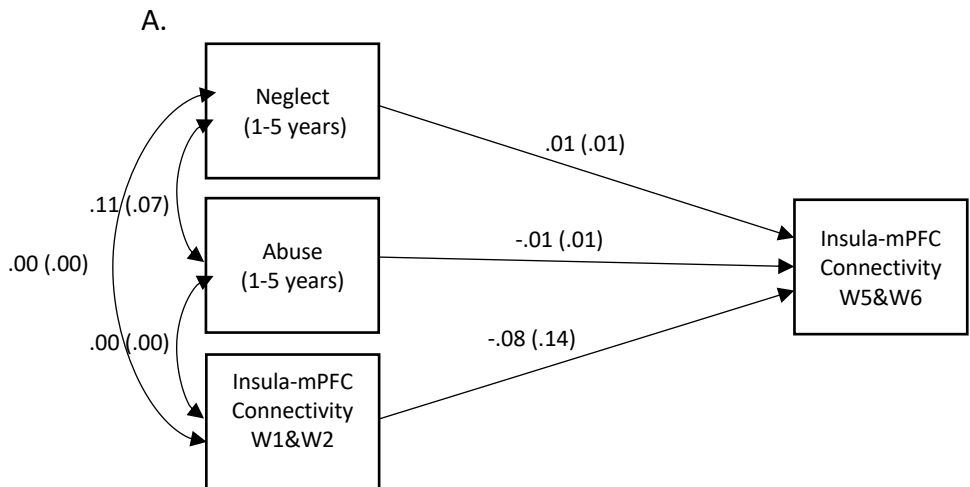 A.
Neglect
(1-5 years)
.01 (.01)
.11 (.07)
Abuse
(1-5 years)
-.01 (.01)
Insula-mPFC
Connectivity
W5&W6
.00 (.00)
.00 (.00)
-.08 (.14)
Insula-mPFC
Connectivity
W1&W2